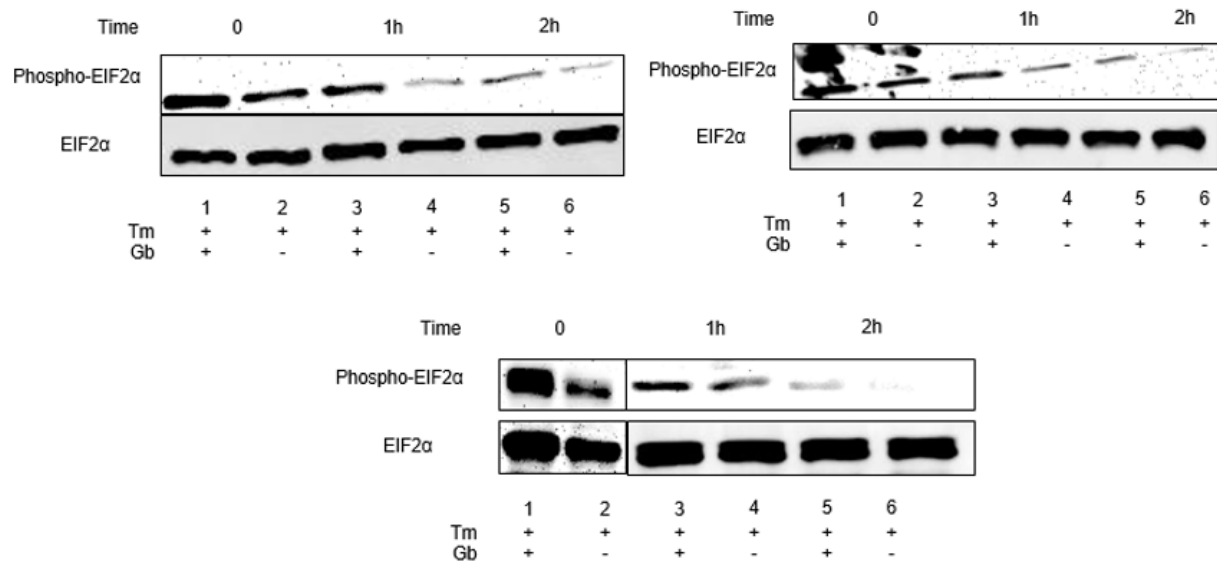 Time 0 1h 2h
Phospho-EIF2α
EIF2α
1 2 3 4 5 6
Tm + + + + + +
Gb + - + - + -
Time 0 1h 2h
Phospho-EIF2α
EIF2α
1 2 3 4 5 6
Tm + + + + + +
Gb + - + - + -
Time 0 1h 2h
Phospho-EIF2α
EIF2α
1 2 3 4 5 6
Tm + + + + + +
Gb + - + - + -